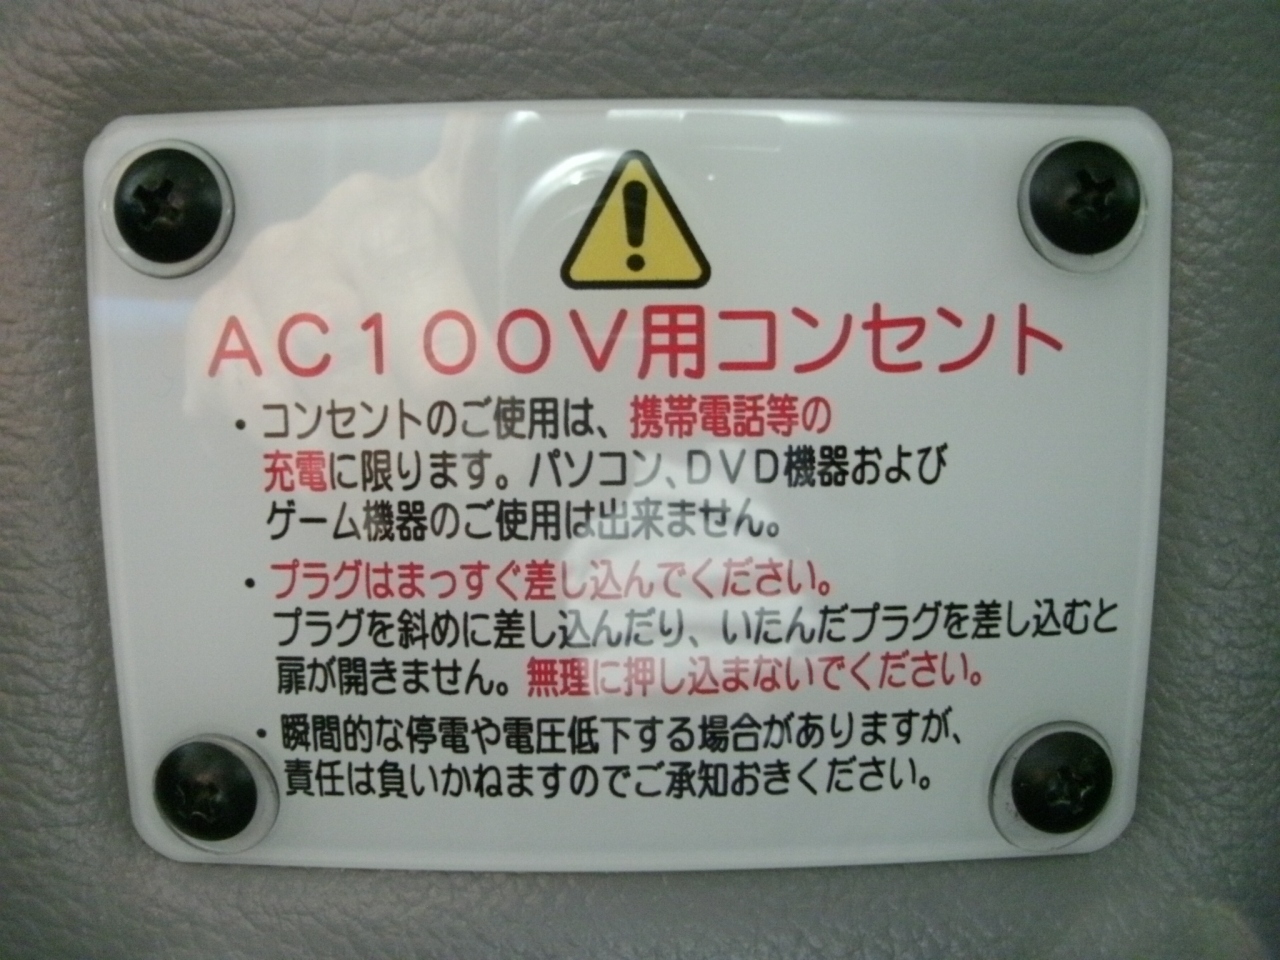 AC100V用コンセント
・コンセントのご使用は、携帯電話等の
充電に限ります。パソコン、DVD機器および
ゲーム機器のご使用は出来ません。
・プラグはまっすぐ差し込んでください。
プラグを斜めに差し込んだり、いたんだプラグを差し込むと
扉が開きません。無理に押し込まないでください。
・瞬間的な停電や電圧低下する場合がありますが、
責任は負いかねますのでご承知おきください。